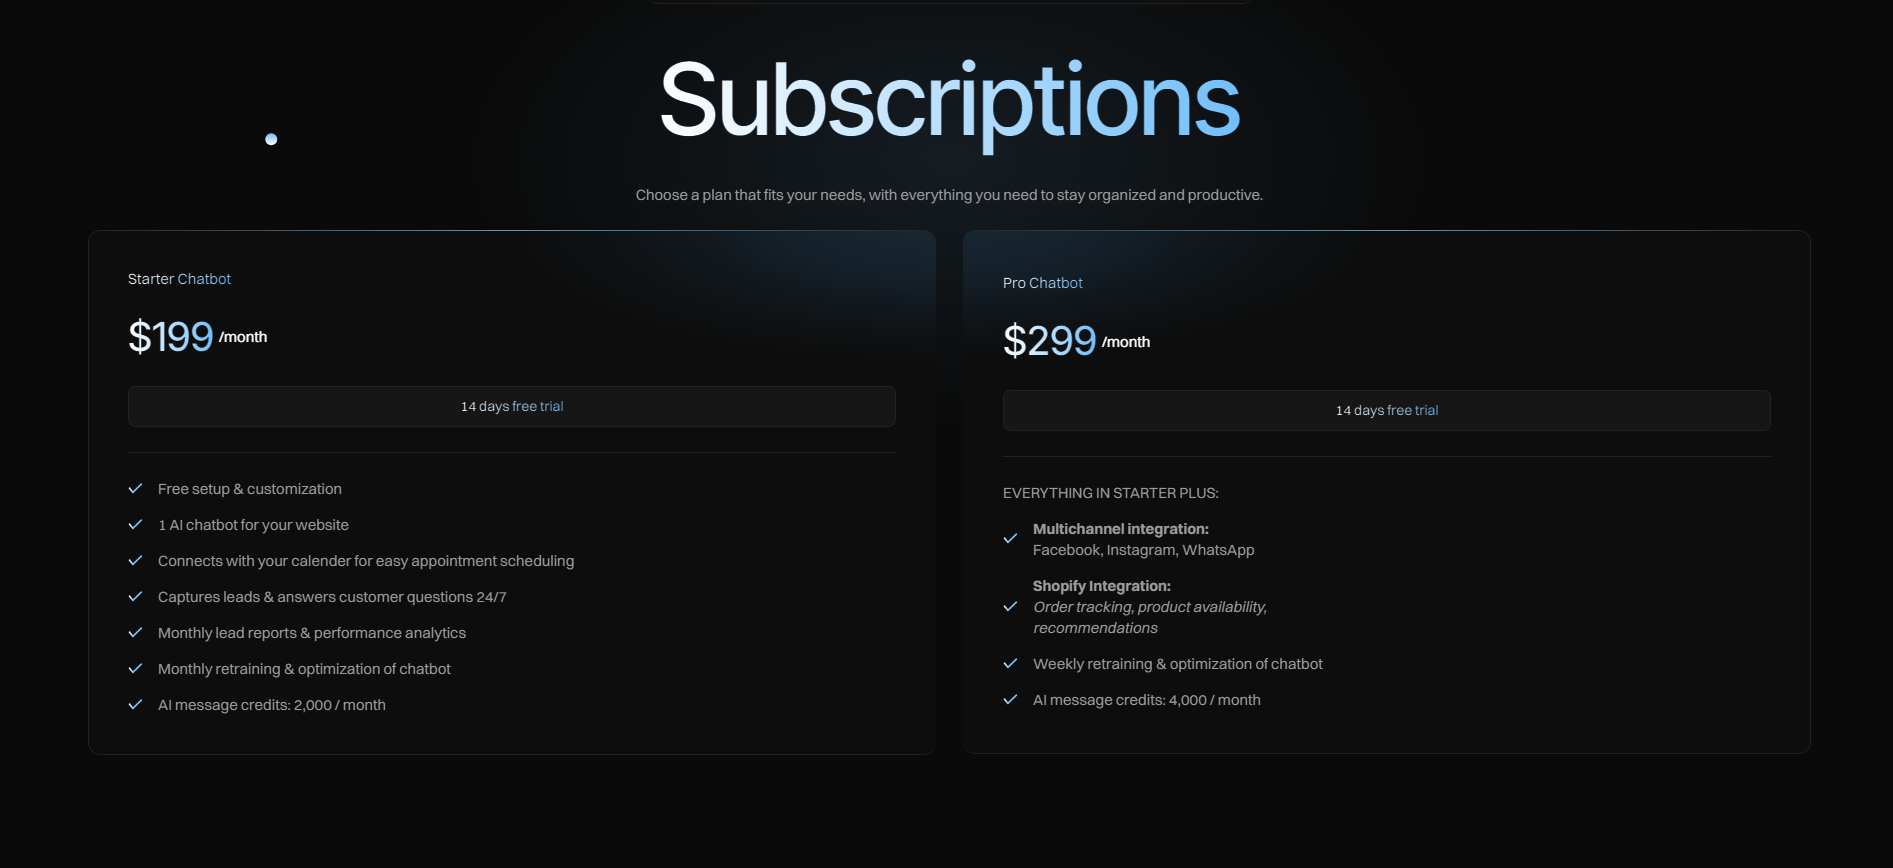 Subscriptions
Choose a plan that fits your needs, with everything you need to stay organized and productive.
Starter Chatbot
$199 /month
14 days free trial
Free setup & customization
1 AI chatbot for your website
Connects with your calender for easy appointment scheduling
Captures leads & answers customer questions 24/7
Monthly lead reports & performance analytics
Monthly retraining & optimization of chatbot
AI message credits: 2,000 / month
Pro Chatbot
$299 /month
14 days free trial
EVERYTHING IN STARTER PLUS:
Multichannel integration:
Facebook, Instagram, WhatsApp
Shopify Integration:
Order tracking, product availability,
recommendations
Weekly retraining & optimization of chatbot
AI message credits: 4,000 / month